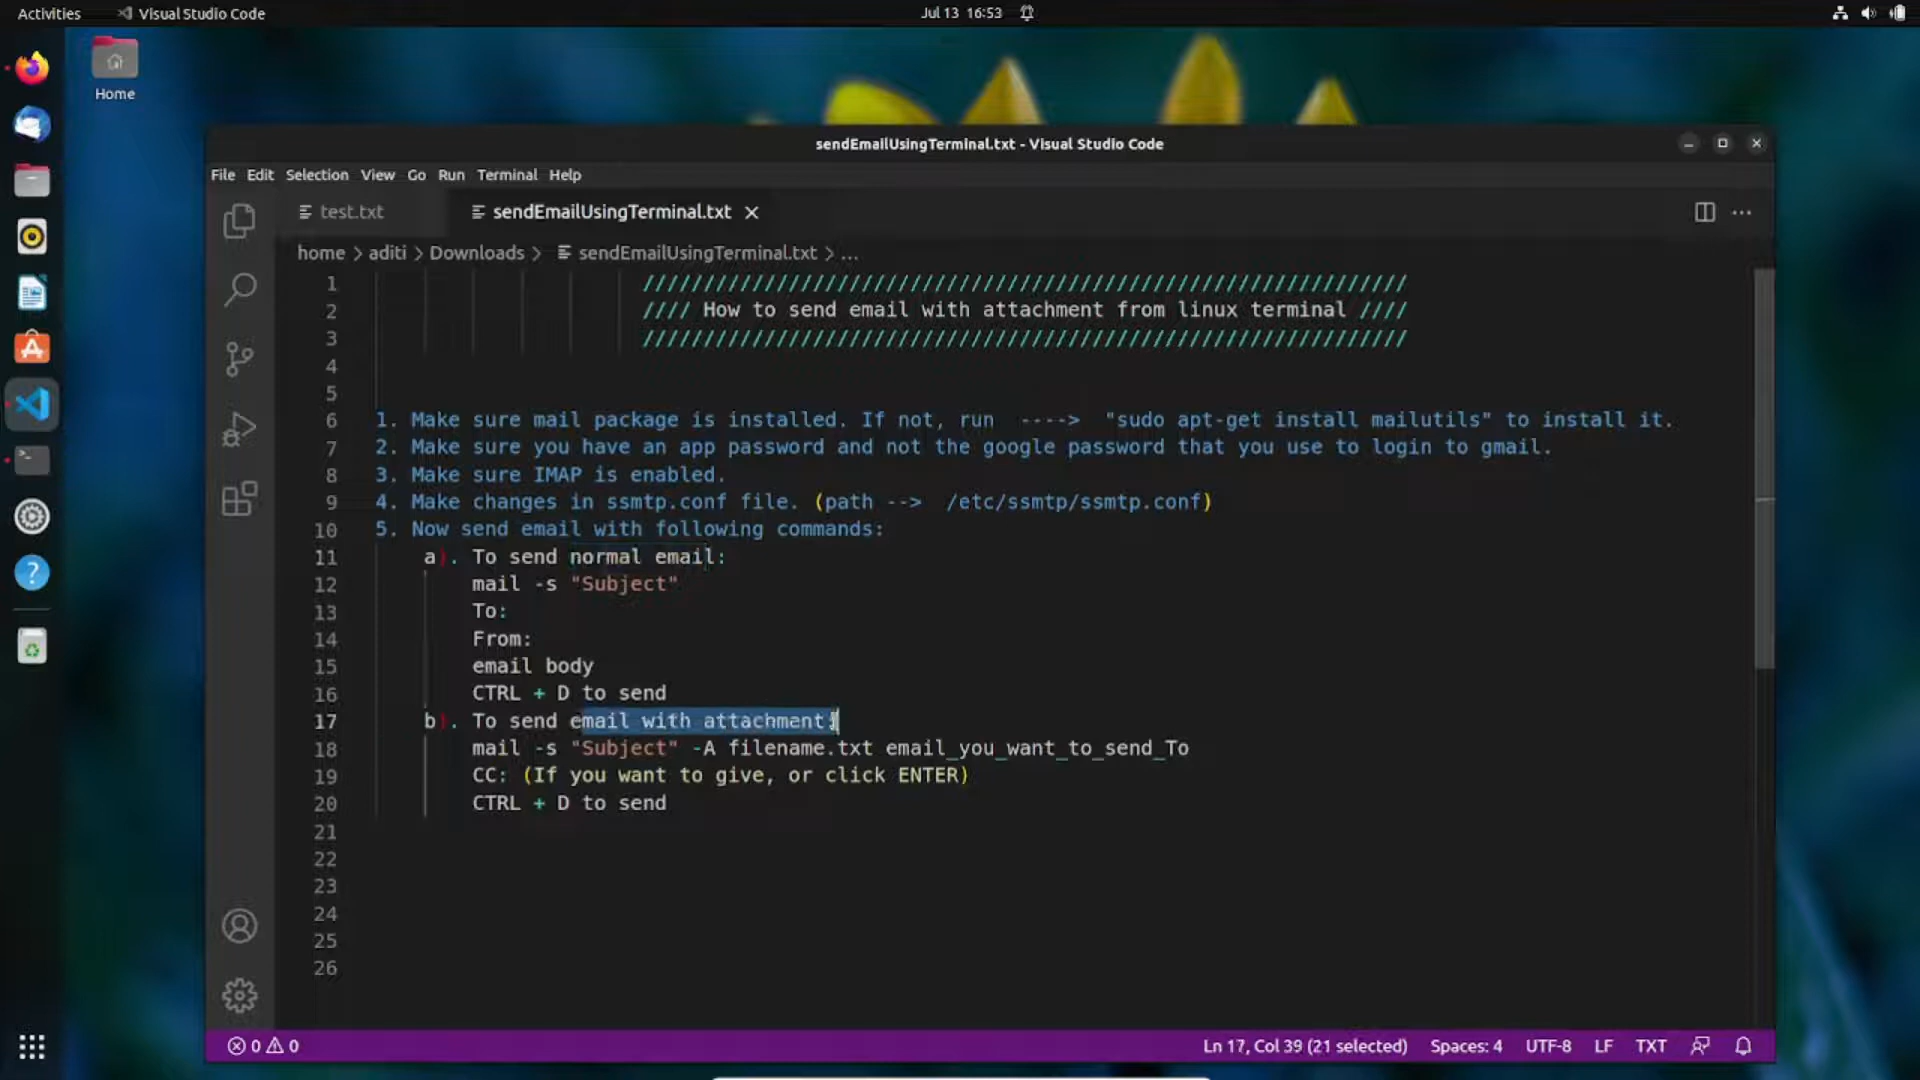 Activities Visual Studio Code Jul 13 16:53
Home
sendEmailUsingTerminal.txt - Visual Studio Code
File Edit Selection View Go Run Terminal Help
test.txt sendEmailUsingTerminal.txt
home > aditi > Downloads > sendEmailUsingTerminal.txt > ...
1 ///////////////////////////////////////////////////////////////
2 //// How to send email with attachment from linux terminal ////
3 ///////////////////////////////////////////////////////////////
4
5
6 1. Make sure mail package is installed. If not, run ----> "sudo apt-get install mailutils" to install it.
7 2. Make sure you have an app password and not the google password that you use to login to gmail.
8 3. Make sure IMAP is enabled.
9 4. Make changes in ssmtp.conf file. (path --> /etc/ssmtp/ssmtp.conf)
10 5. Now send email with following commands:
11 a). To send normal email:
12 mail -s "Subject"
13 To:
14 From:
15 email body
16 CTRL + D to send
17 b). To send email with attachment:
18 mail -s "Subject" -A filename.txt email_you_want_to_send_To
19 CC: (If you want to give, or click ENTER)
20 CTRL + D to send
21
22
23
24
25
26
0 0 Ln 17, Col 39 (21 selected) Spaces: 4 UTF-8 LF TXT